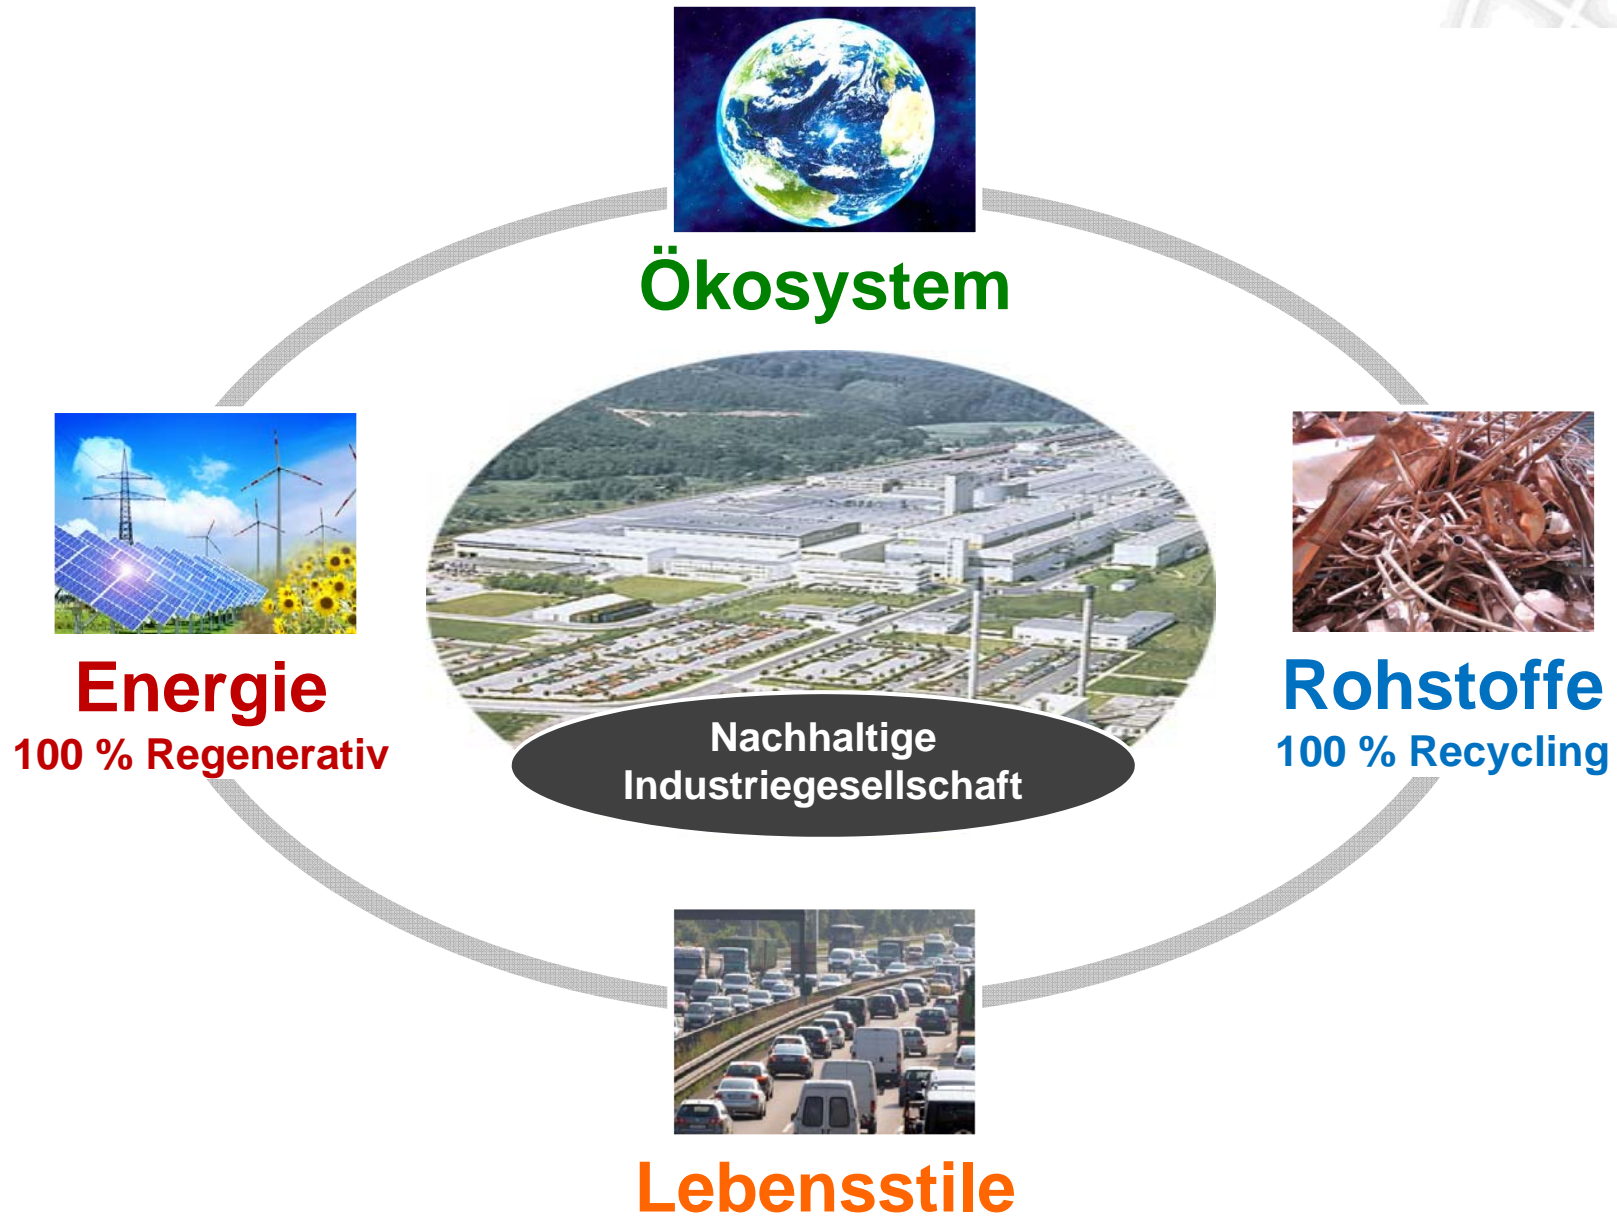 Ökosystem
Energie
100 % Regenerativ
Rohstoffe
100 % Recycling
Nachhaltige
Industriegesellschaft
Lebensstile